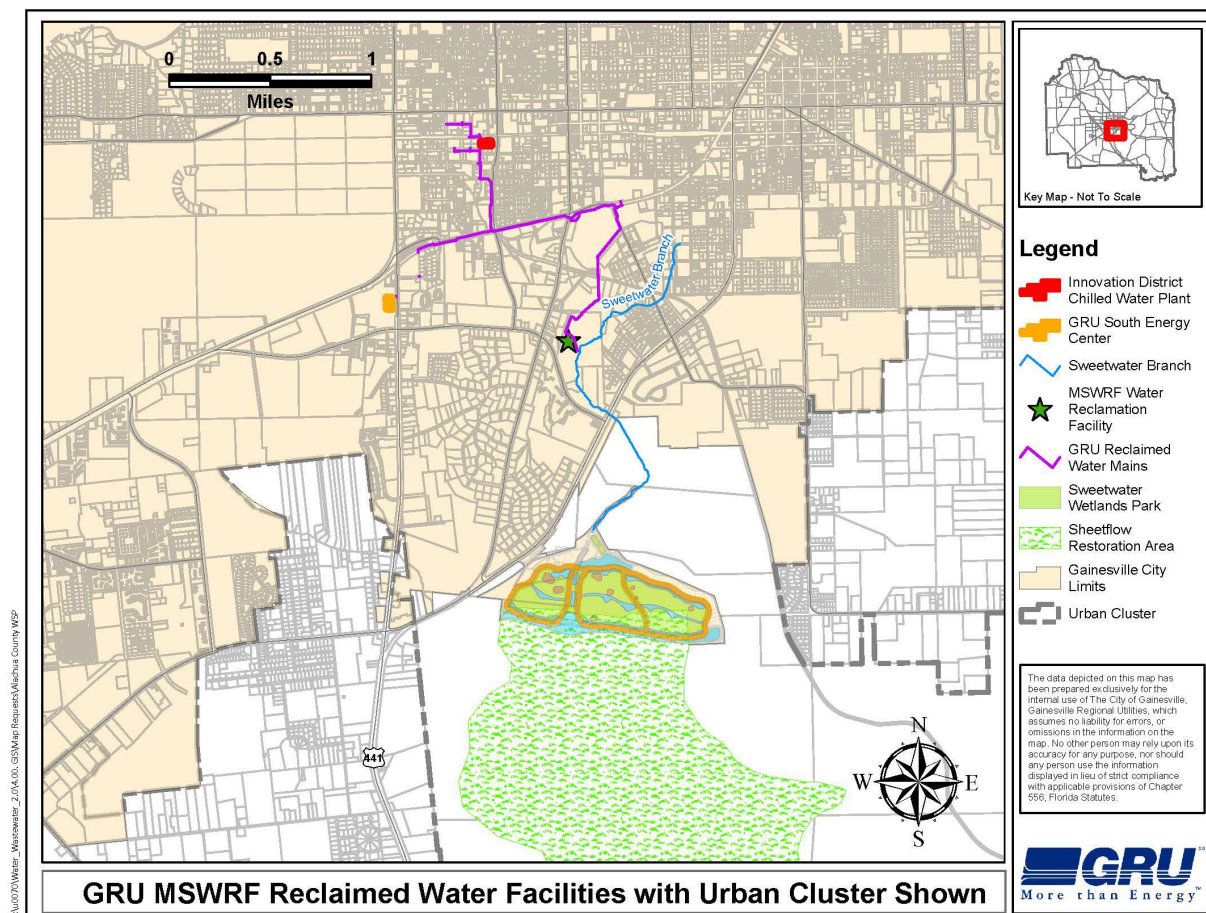 0 0.5 1
Miles
Sweetwater Branch
441
N
W E
S
Key Map - Not To Scale
Legend
Innovation District
Chilled Water Plant
GRU South Energy
Center
Sweetwater Branch
MSWRF Water
Reclamation
Facility
GRU Reclaimed
Water Mains
Sweetwater
Wetlands Park
Sheetflow
Restoration Area
Gainesville City
Limits
Urban Cluster
The data depicted on this map has
been prepared exclusively for the
internal use of The City of Gainesville,
Gainesville Regional Utilities, which
assumes no liability for errors, or
omissions in the information on the
map. No other person may rely upon its
accuracy for any purpose, nor should
any person use the information
displayed in lieu of strict compliance
with applicable provisions of Chapter
556, Florida Statutes.
GRU
More than Energy
GRU MSWRF Reclaimed Water Facilities with Urban Cluster Shown